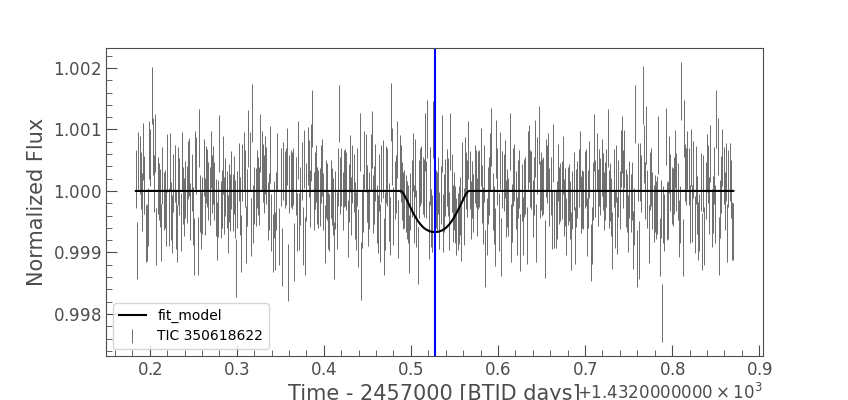 1.002
1.001
1.000
0.999
0.998
Normalized Flux
fit_model
TIC 350618622
0.2 0.3 0.4 0.5 0.6 0.7 0.8 0.9
Time - 2457000 [BTJD days]
+1.4320000000 × 10³